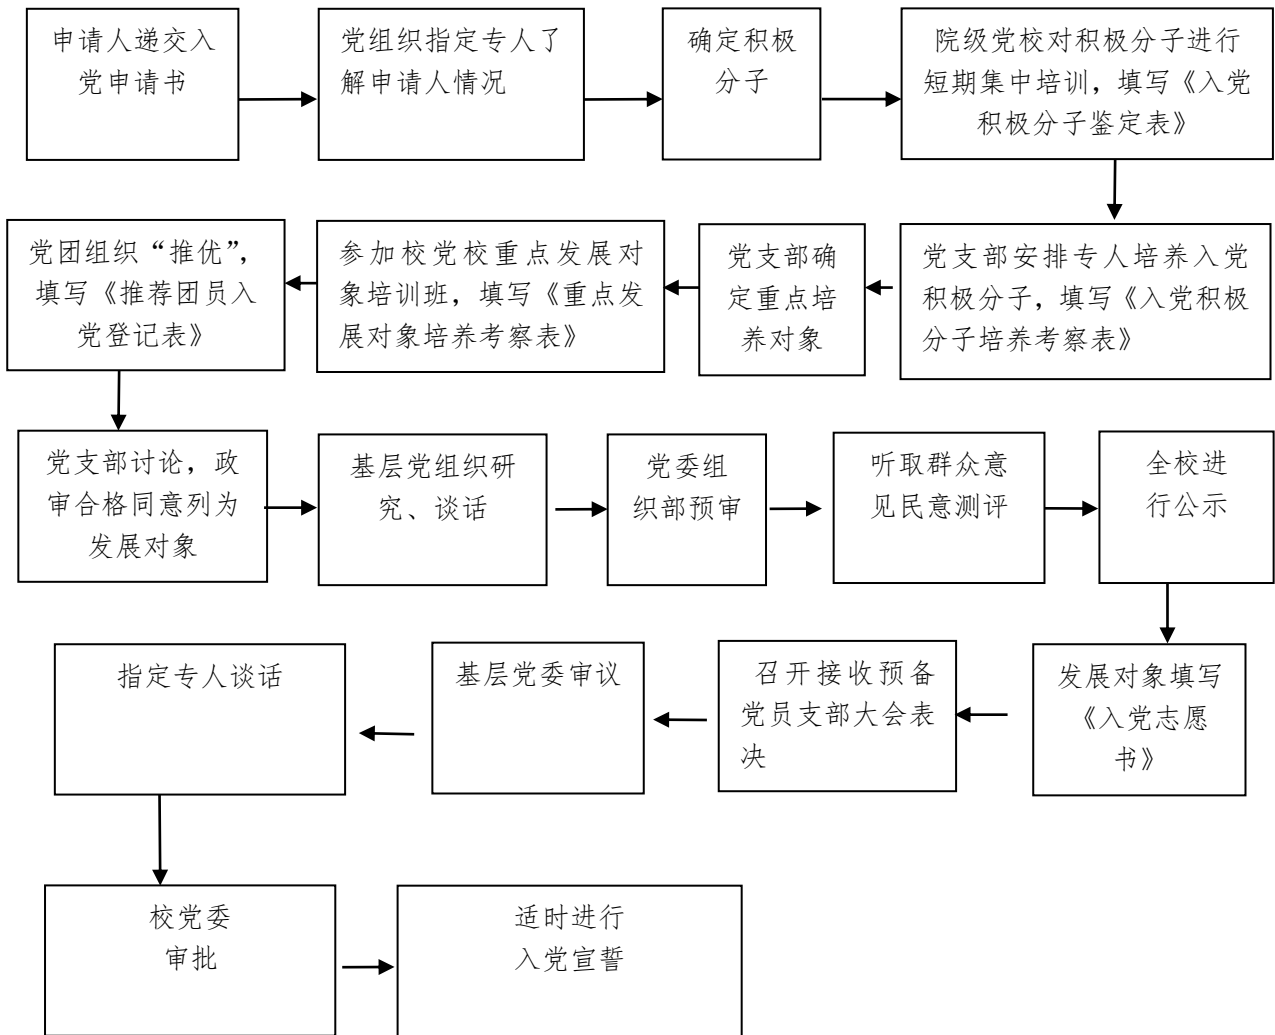 申请人递交入
党申请书
党组织指定专人了
解申请人情况
确定积极
分子
院级党校对积极分子进行
短期集中培训，填写《入党
积极分子鉴定表》
党支部安排专人培养入党
积极分子，填写《入党积极
分子培养考察表》
党支部确
定重点培
养对象
参加校党校重点发展对
象培训班，填写《重点发
展对象培养考察表》
党团组织“推优”，
填写《推荐团员入
党登记表》
党支部讨论，政
审合格同意列为
发展对象
基层党组织研
究、谈话
党委组
织部预审
听取群众意
见民意测评
全校进
行公示
发展对象填写
《入党志愿
书》
召开接收预备
党员支部大会表
决
基层党委审议
指定专人谈话
校党委
审批
适时进行
入党宣誓